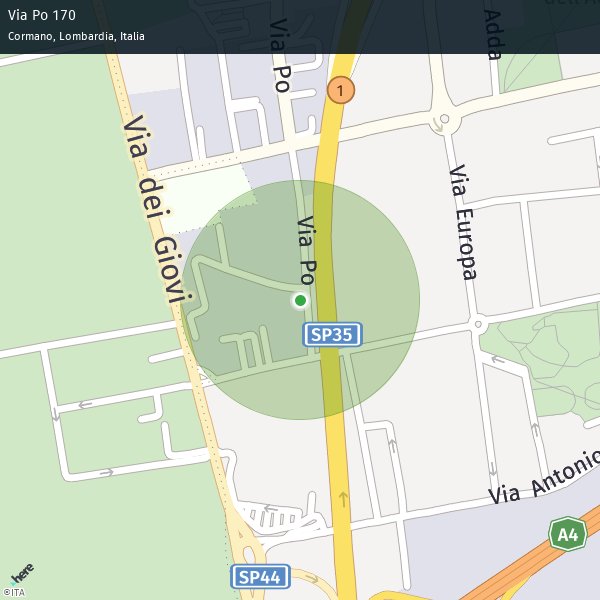 Via Po 170
Cormano, Lombardia, Italia
Via Po
Adda
1
Via dei Giovi
Via Europa
Via Po
SP35
Via Antonio
A4
SP44
here
©ITA